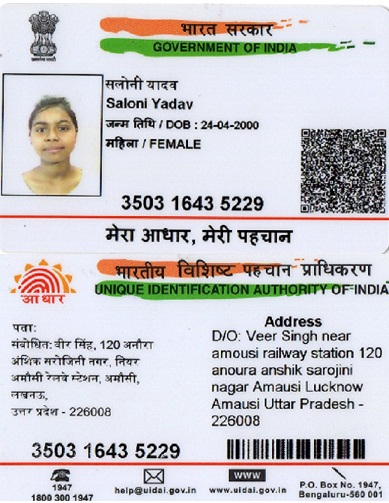 भारत सरकार
GOVERNMENT OF INDIA
सलोनी यादव
Saloni Yadav
जन्म तिथि / DOB : 24-04-2000
महिला / FEMALE
3503 1643 5229
मेरा आधार, मेरी पहचान
भारतीय विशिष्ट पहचान प्राधिकरण
UNIQUE IDENTIFICATION AUTHORITY OF INDIA
आधार
पता:
संबोधित: वीर सिंह, 120 अनौरा
अंशिक सरोजिनी नगर, नियर
अमौसी रेलवे स्टेशन, अमौसी,
लखनऊ,
उत्तर प्रदेश - 226008
Address
D/O: Veer Singh near
amousi railway station 120
anoura anshik sarojini
nagar Amausi Lucknow
Amausi Uttar Pradesh -
226008
3503 1643 5229
1947
1800 300 1947
help@uidai.gov.in
WWW
www.uidai.gov.in
P.O. Box No. 1947,
Bengaluru-560 001